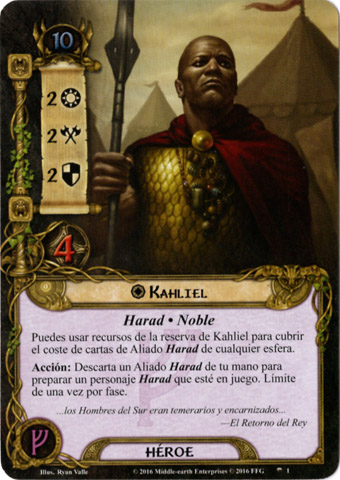 10
2
2
2
4
KAHLIEL
Harad • Noble
Puedes usar recursos de la reserva de Kahliel para cubrir
el coste de cartas de Aliado Harad de cualquier esfera.
Acción: Descarta un Aliado Harad de tu mano para
preparar un personaje Harad que esté en juego. Límite
de una vez por fase.
...los Hombres del Sur eran temerarios y encarnizados...
—El Retorno del Rey
HÉROE
Illus. Ryan Valle © 2016 Middle-earth Enterprises © 2016 FFG 1